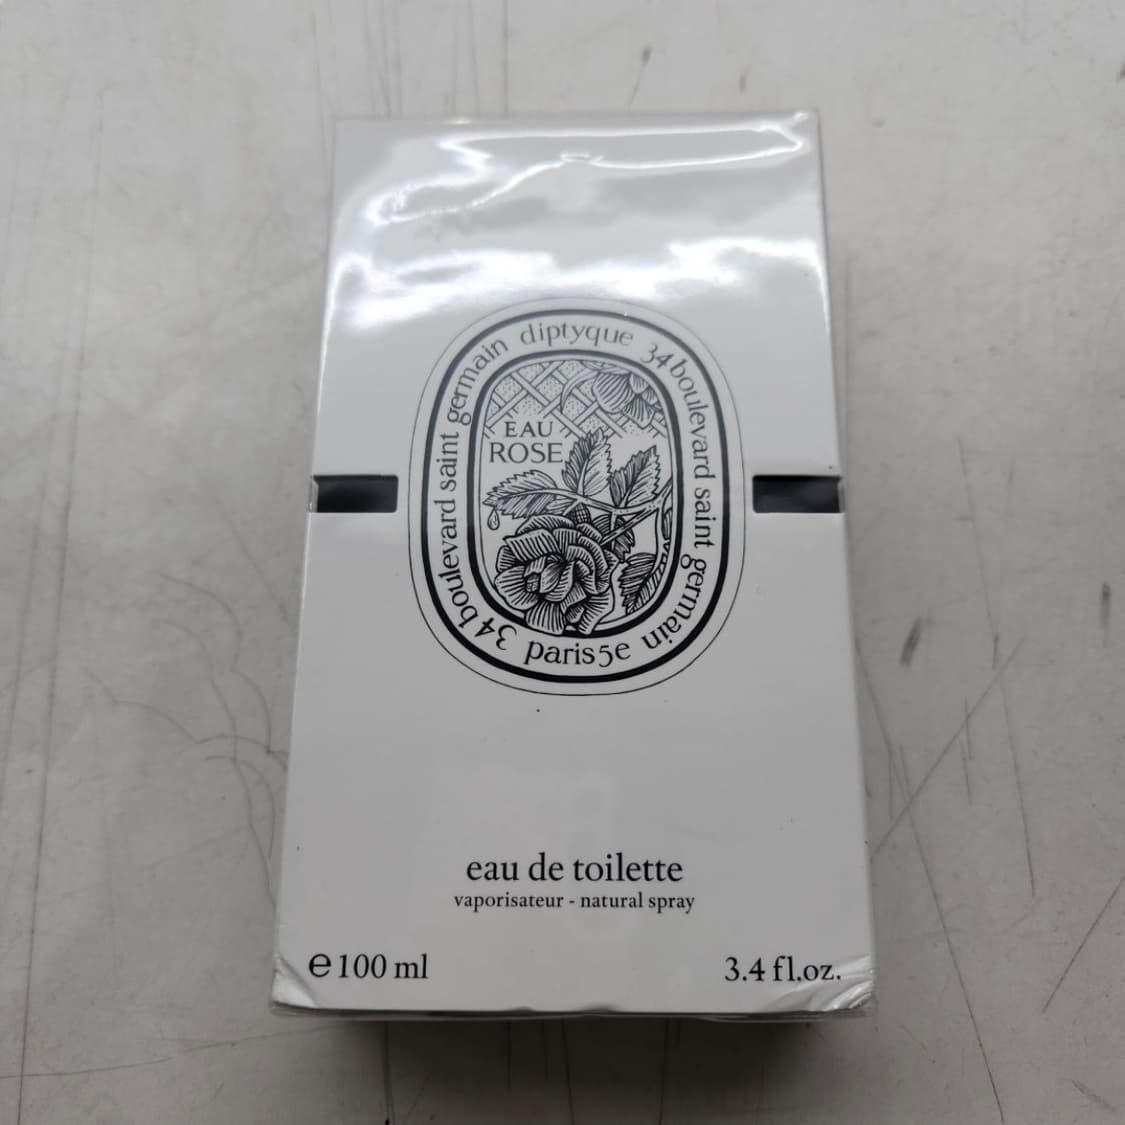 diptyque 34 boulevard saint germain paris 5e 34 boulevard saint germain
EAU
ROSE
eau de toilette
vaporisateur - natural spray
e 100 ml
3.4 fl.oz.